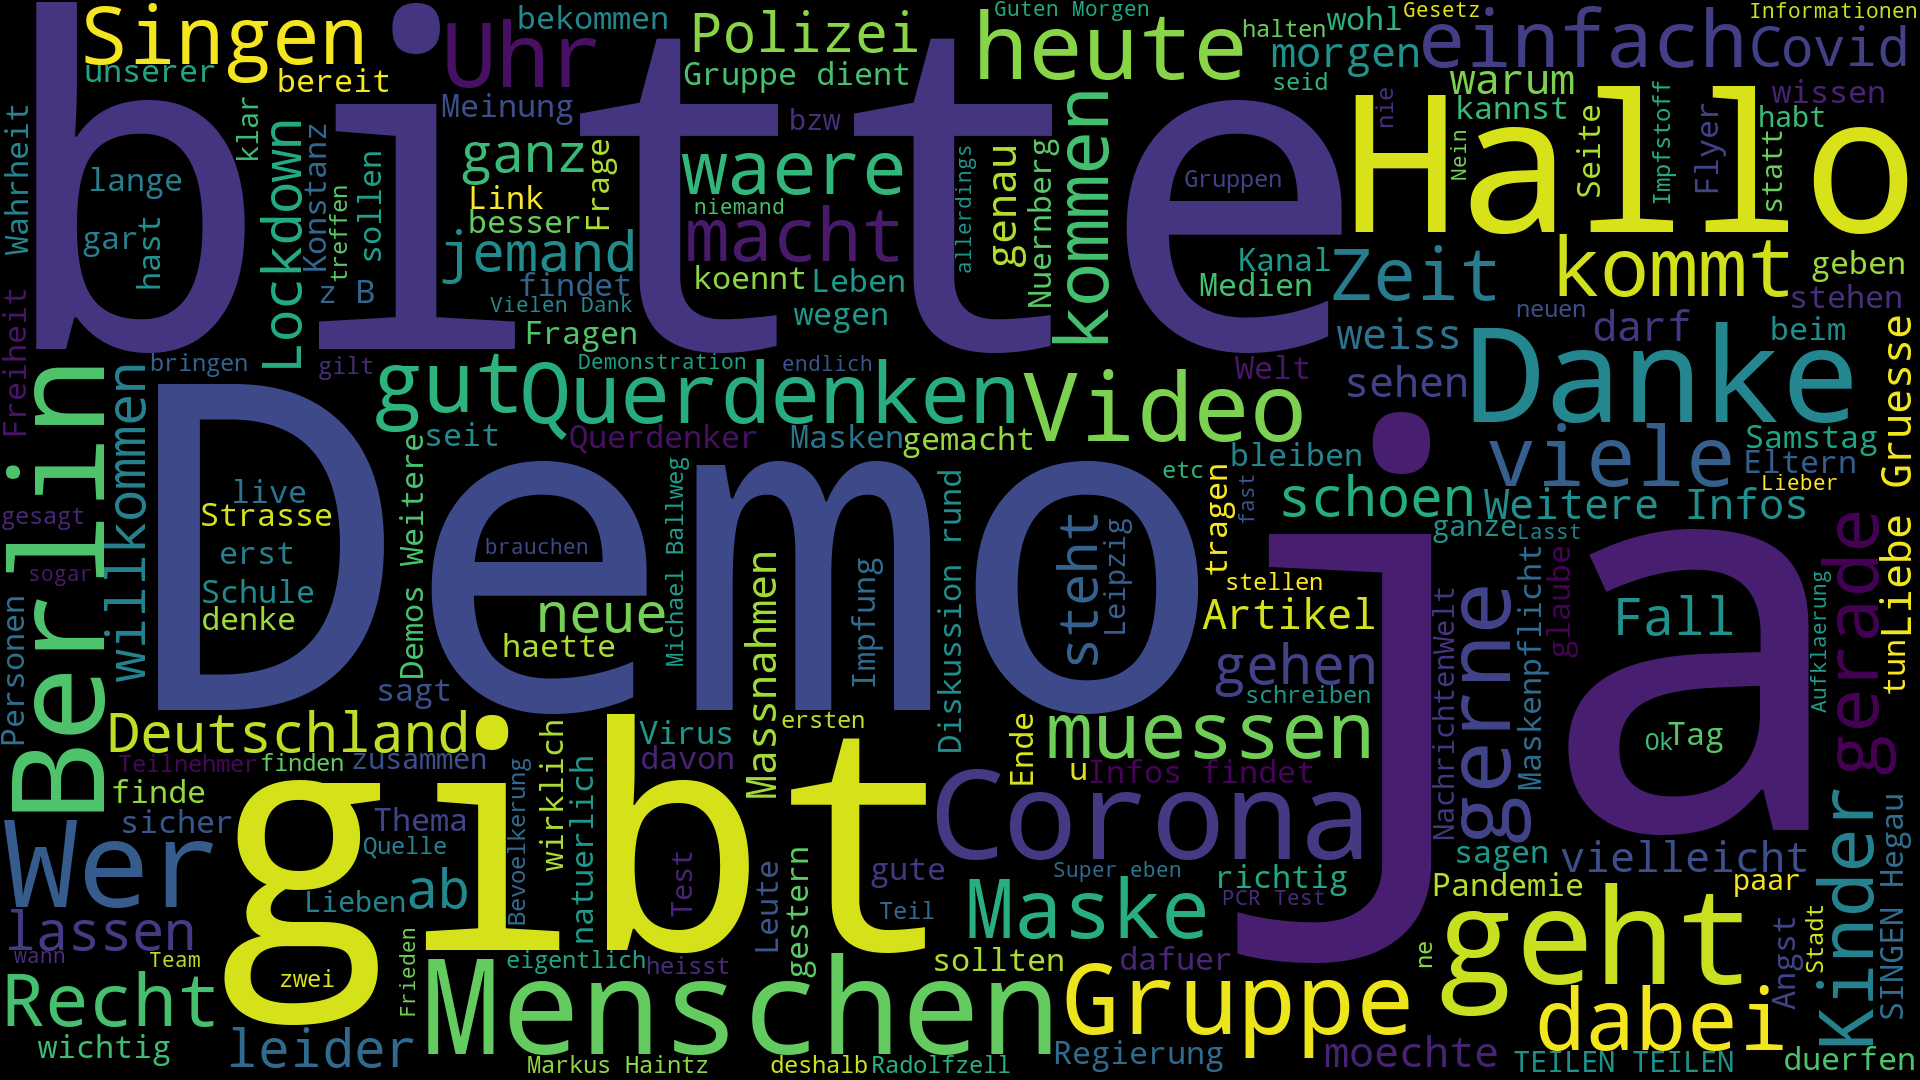 Singen
bekommen
Polizei
Guten Morgen
heute
halten
wohl
Gesetz
Informationen
morgen
einfach
Covid
unserer
bereit
Uhr
Gruppe dient
seid
warum
wissen
bitte
Meinung
bzw
kannst
nie
habt
Hallo
Wahrheit
klar
Lockdown
Konstanz
lange
gar
hast
treffen
sollen
ganz
Link
besser
Frage
jemand
waere
niemand
macht
allerdings
genau
Nuernberg
kommen
Gruppen
Nein
Seite
Impfstoff
Flyer
statt
findet
koennt
Leben
Kanal
Medien
Zeit
kommt
geben
stehen
z B
Vielen Dank
wegen
Fragen
weiss
neuen
darf
beim
Freiheit
bringen
gilt
Demonstration
endlich
Welt
sehen
Danke
Berlin
willkommen
gut
Querdenken
Video
seit
Querdenker
Masken
gemacht
bleiben
viele
Samstag
Eltern
Liebe Gruesse
Demo
live
Strasse
erst
Schule
denke
gesagt
sogar
Demos Weitere
brauchen
neue
haette
Michael Ballweg
Massnahmen
Impfung
Diskussion rund
steht
Leipzig
etc
tragen
fast
schoen
Weitere Infos
Lieber
ganze
Lasst
stellen
Artikel
gehen
schreiben
NachrichtenWelt
gerne
Maskenpflicht
glaube
Fall
Aufklaerung
gerade
tun
ja
Ok
Tag
Personen
sagt
Deutschland
Teilnehmer
finden
zusammen
wirklich
Virus
davon
ersten
Ende
muessen
u
Infos findet
finde
sicher
Thema
Quelle
gibt
Bevoelkerung
natuerlich
Corona
Wer
Lieben
ab
Test
Leute
gestern
gute
Teil
Super eben
Maske
richtig
PCR Test
sagen
vielleicht
Pandemie
paar
Kinder
SINGEN Hegau
lassen
wann
Team
zwei
Frieden
eigentlich
heisst
sollten
dafuer
ne
geht
Angst
Stadt
Recht
wichtig
leider
Menschen
Gruppe
dabei
Markus Haintz
deshalb
Radolfzell
Regierung
moechte
TEILEN TEILEN
duerfen